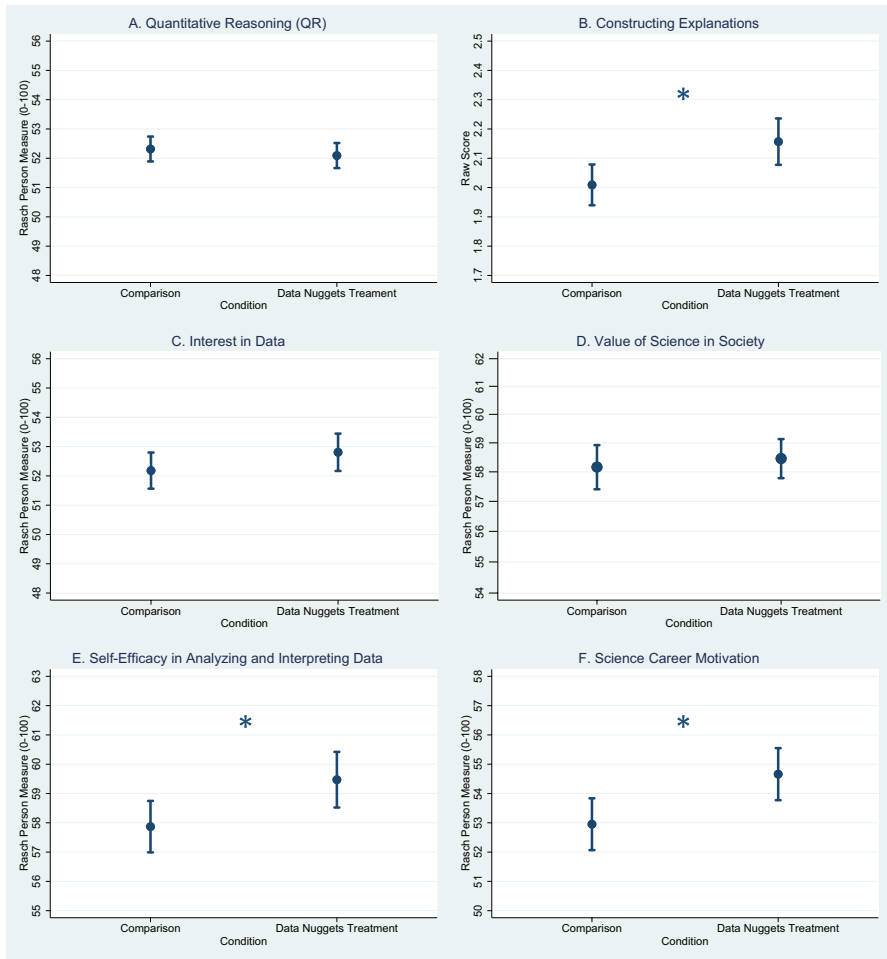 A. Quantitative Reasoning (QR)
Rasch Person Measure (0-100)
56
55
54
53
52
51
50
49
48
Comparison
Data Nuggets Treament
Condition
B. Constructing Explanations
Raw Score
2.5
2.4
2.3
2.2
2.1
2
1.9
1.8
1.7
*
Comparison
Data Nuggets Treatment
Condition
C. Interest in Data
Rasch Person Measure (0-100)
56
55
54
53
52
51
50
49
48
Comparison
Data Nuggets Treatment
Condition
D. Value of Science in Society
Rasch Person Measure (0-100)
62
61
60
59
58
57
56
55
54
Comparison
Data Nuggets Treatment
Condition
E. Self-Efficacy in Analyzing and Interpreting Data
Rasch Person Measure (0-100)
63
62
61
60
59
58
57
56
55
*
Comparison
Data Nuggets Treatment
Condition
F. Science Career Motivation
Rasch Person Measure (0-100)
58
57
56
55
54
53
52
51
50
*
Comparison
Data Nuggets Treatment
Condition